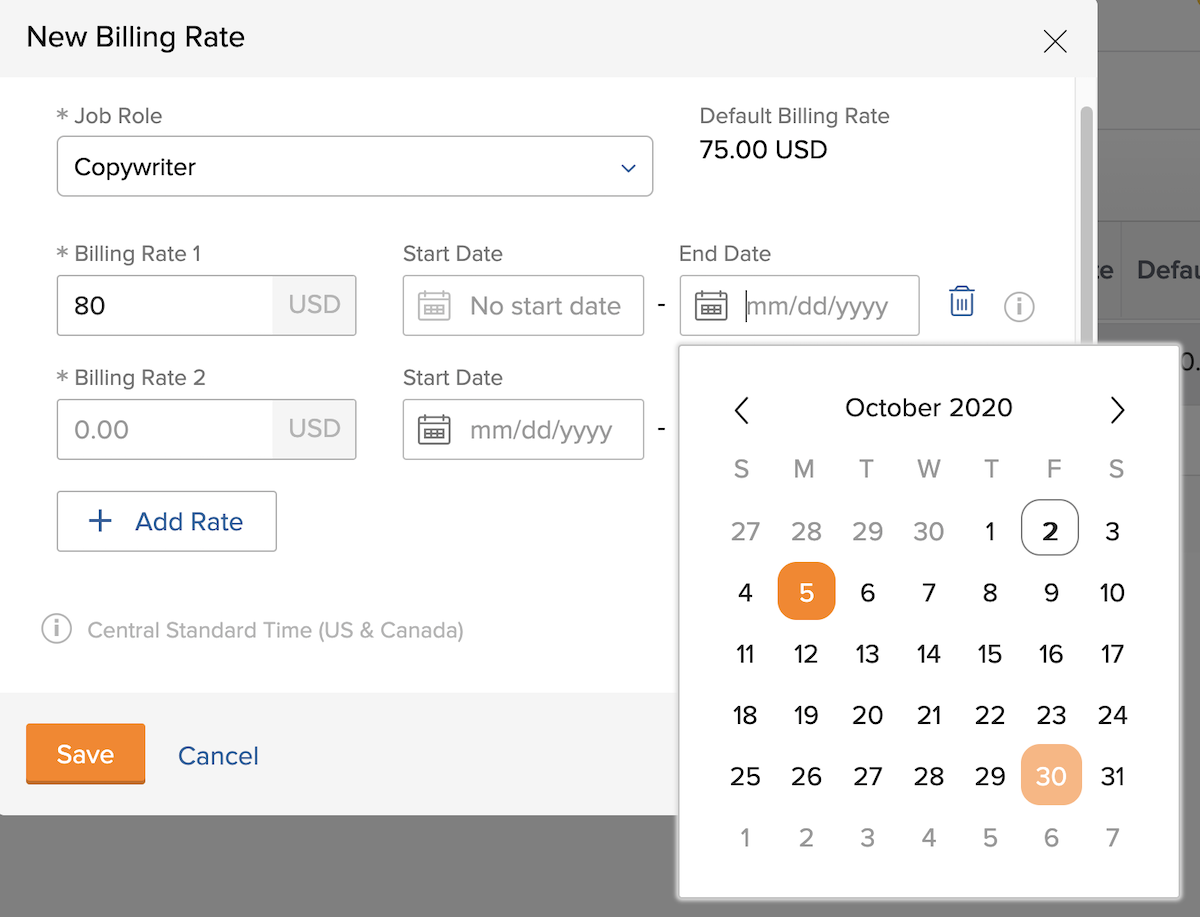 New Billing Rate
* Job Role
Default Billing Rate
Copywriter
75.00 USD
* Billing Rate 1
Start Date
End Date
80 USD
No start date
-
mm/dd/yyyy
Defau
* Billing Rate 2
Start Date
0.00 USD
mm/dd/yyyy
-
+ Add Rate
Central Standard Time (US & Canada)
Save
Cancel
October 2020
S M T W T F S
27 28 29 30 1 2 3
4 5 6 7 8 9 10
11 12 13 14 15 16 17
18 19 20 21 22 23 24
25 26 27 28 29 30 31
1 2 3 4 5 6 7